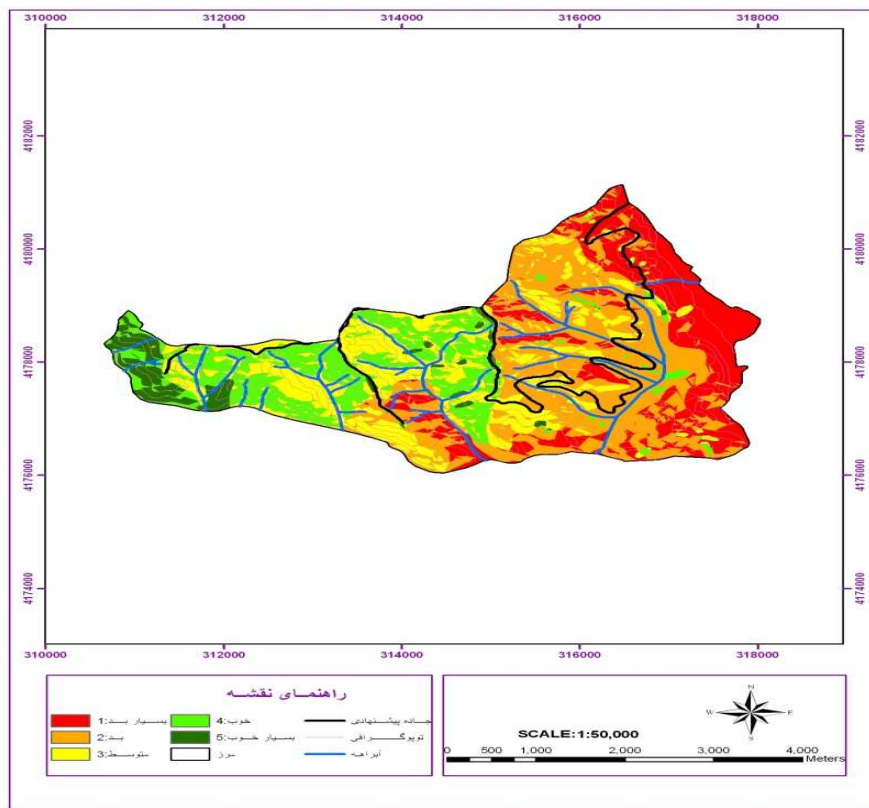 310000 312000 314000 316000 318000
4182000 4182000
4180000 4180000
4178000 4178000
4176000 4176000
4174000 4174000
310000 312000 314000 316000 318000
راهنمای نقشه
بسیار بد:1 خوب:4 جاده پیشنهادی
بد:2 بسیار خوب:5 توپوگرافی
متوسط:3 مرز آبراهه
N
W E
S
SCALE:1:50,000
0 500 1,000 2,000 3,000 4,000
Meters